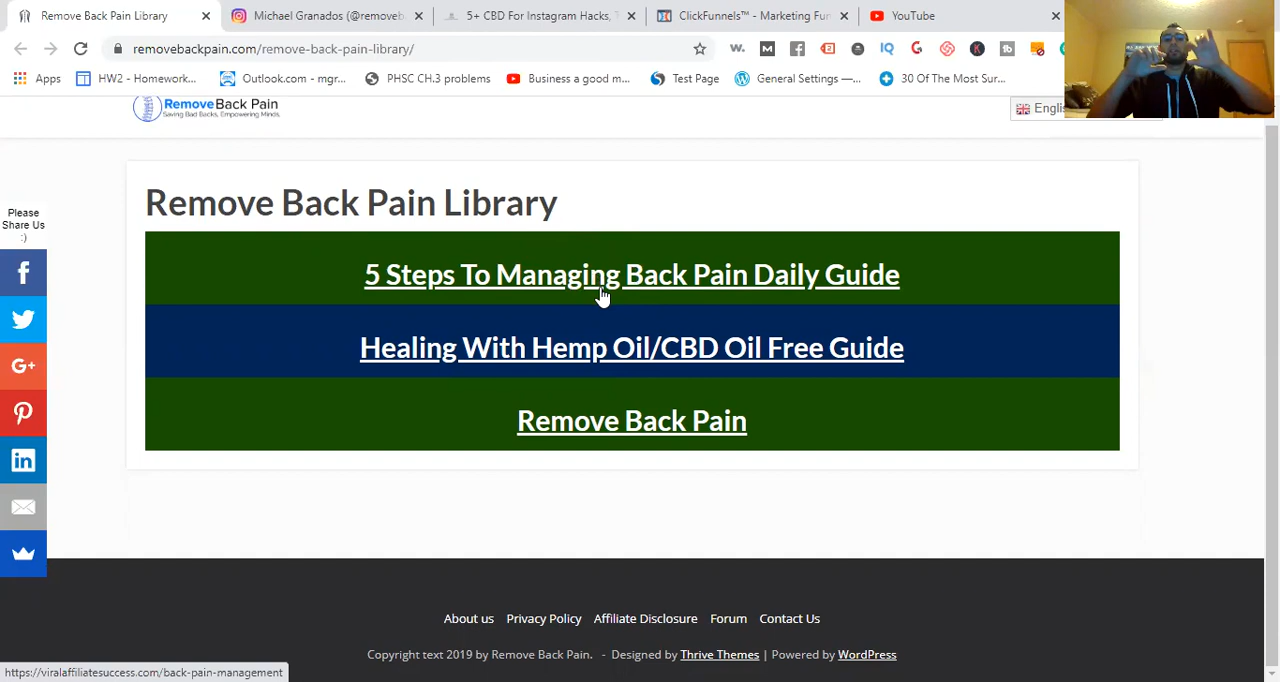 Remove Back Pain Library
Michael Granados (@removeb
5+ CBD For Instagram Hacks, T
ClickFunnels™ - Marketing Fun
YouTube
removebackpain.com/remove-back-pain-library/
Apps
HW2 - Homework...
Outlook.com - mgr...
PHSC CH.3 problems
Business a good m...
Test Page
General Settings —...
30 Of The Most Sur...
RemoveBack Pain
Saving Bad Backs, Empowering Minds.
Englis
Please
Share Us
:)
Remove Back Pain Library
5 Steps To Managing Back Pain Daily Guide
Healing With Hemp Oil/CBD Oil Free Guide
Remove Back Pain
About us Privacy Policy Affiliate Disclosure Forum Contact Us
Copyright text 2019 by Remove Back Pain. - Designed by Thrive Themes | Powered by WordPress
https://viralaffiliatesuccess.com/back-pain-management